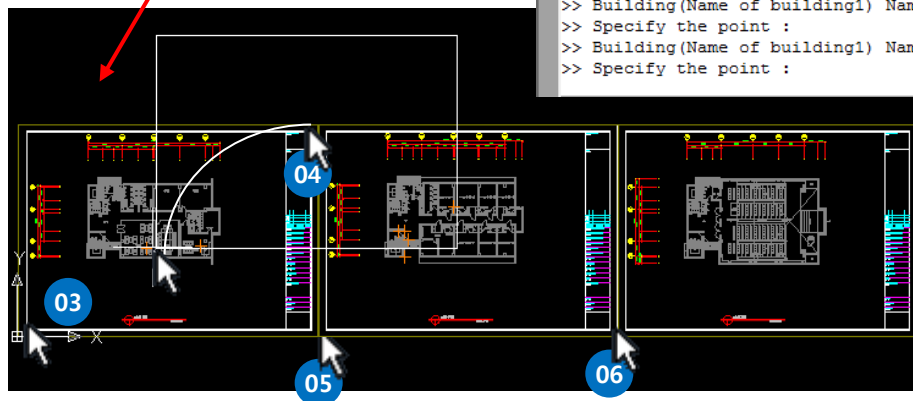 >> Building(Name of building1) Nam
>> Specify the point :
>> Building(Name of building1) Nam
>> Specify the point :
04
Y
03
X
05
06